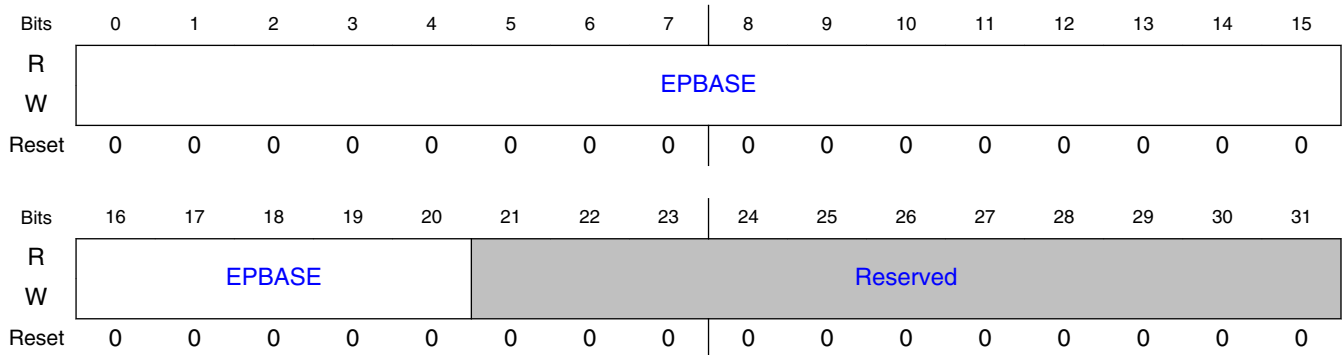 Bits 0 1 2 3 4 5 6 7 8 9 10 11 12 13 14 15
R
EPBASE
W
Reset 0 0 0 0 0 0 0 0 0 0 0 0 0 0 0 0
Bits 16 17 18 19 20 21 22 23 24 25 26 27 28 29 30 31
R
EPBASE Reserved
W
Reset 0 0 0 0 0 0 0 0 0 0 0 0 0 0 0 0